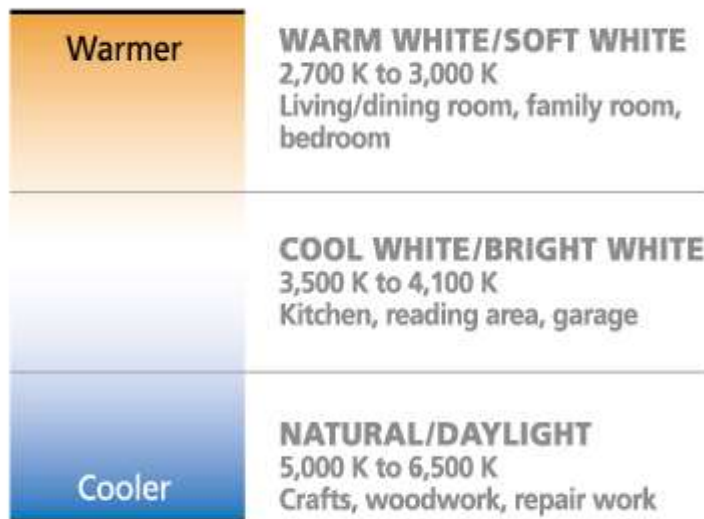 Warmer
WARM WHITE/SOFT WHITE
2,700 K to 3,000 K
Living/dining room, family room,
bedroom
COOL WHITE/BRIGHT WHITE
3,500 K to 4,100 K
Kitchen, reading area, garage
NATURAL/DAYLIGHT
5,000 K to 6,500 K
Crafts, woodwork, repair work
Cooler